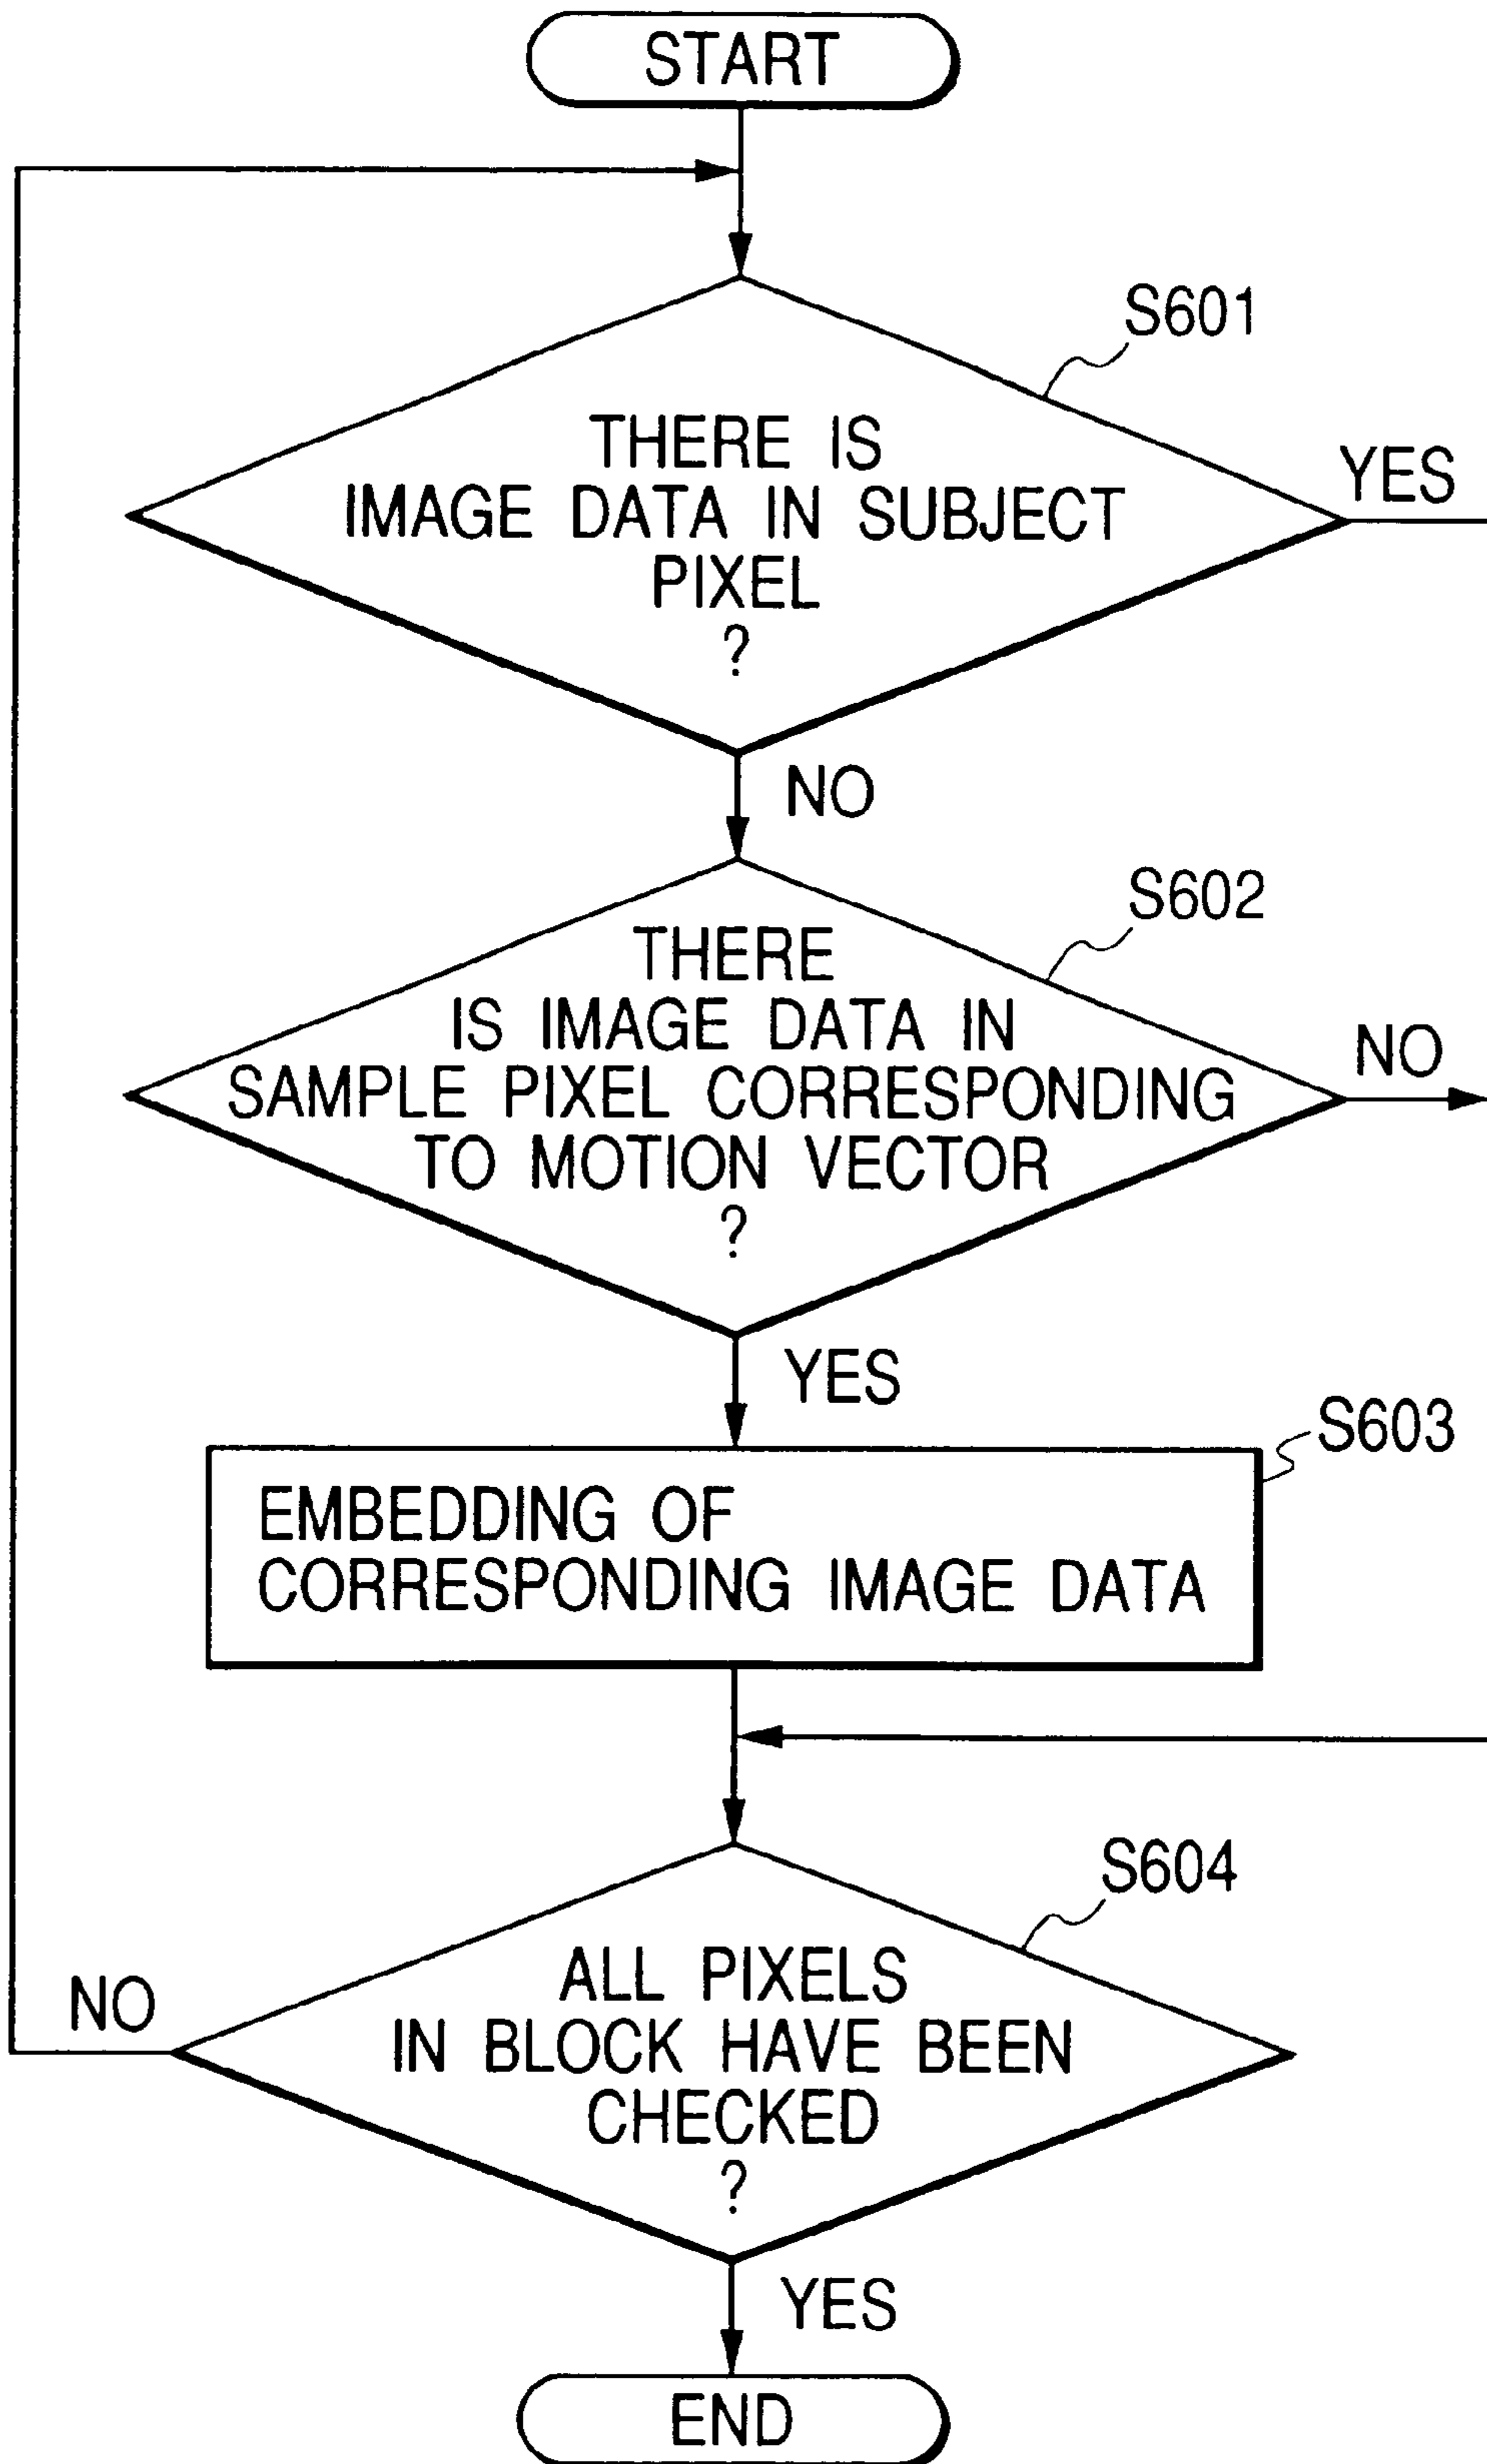 START
S601
THERE IS
IMAGE DATA IN SUBJECT
PIXEL
?
YES
NO
S602
THERE
IS IMAGE DATA IN
SAMPLE PIXEL CORRESPONDING
TO MOTION VECTOR
?
NO
YES
S603
EMBEDDING OF
CORRESPONDING IMAGE DATA
S604
ALL PIXELS
IN BLOCK HAVE BEEN
CHECKED
?
NO
YES
END